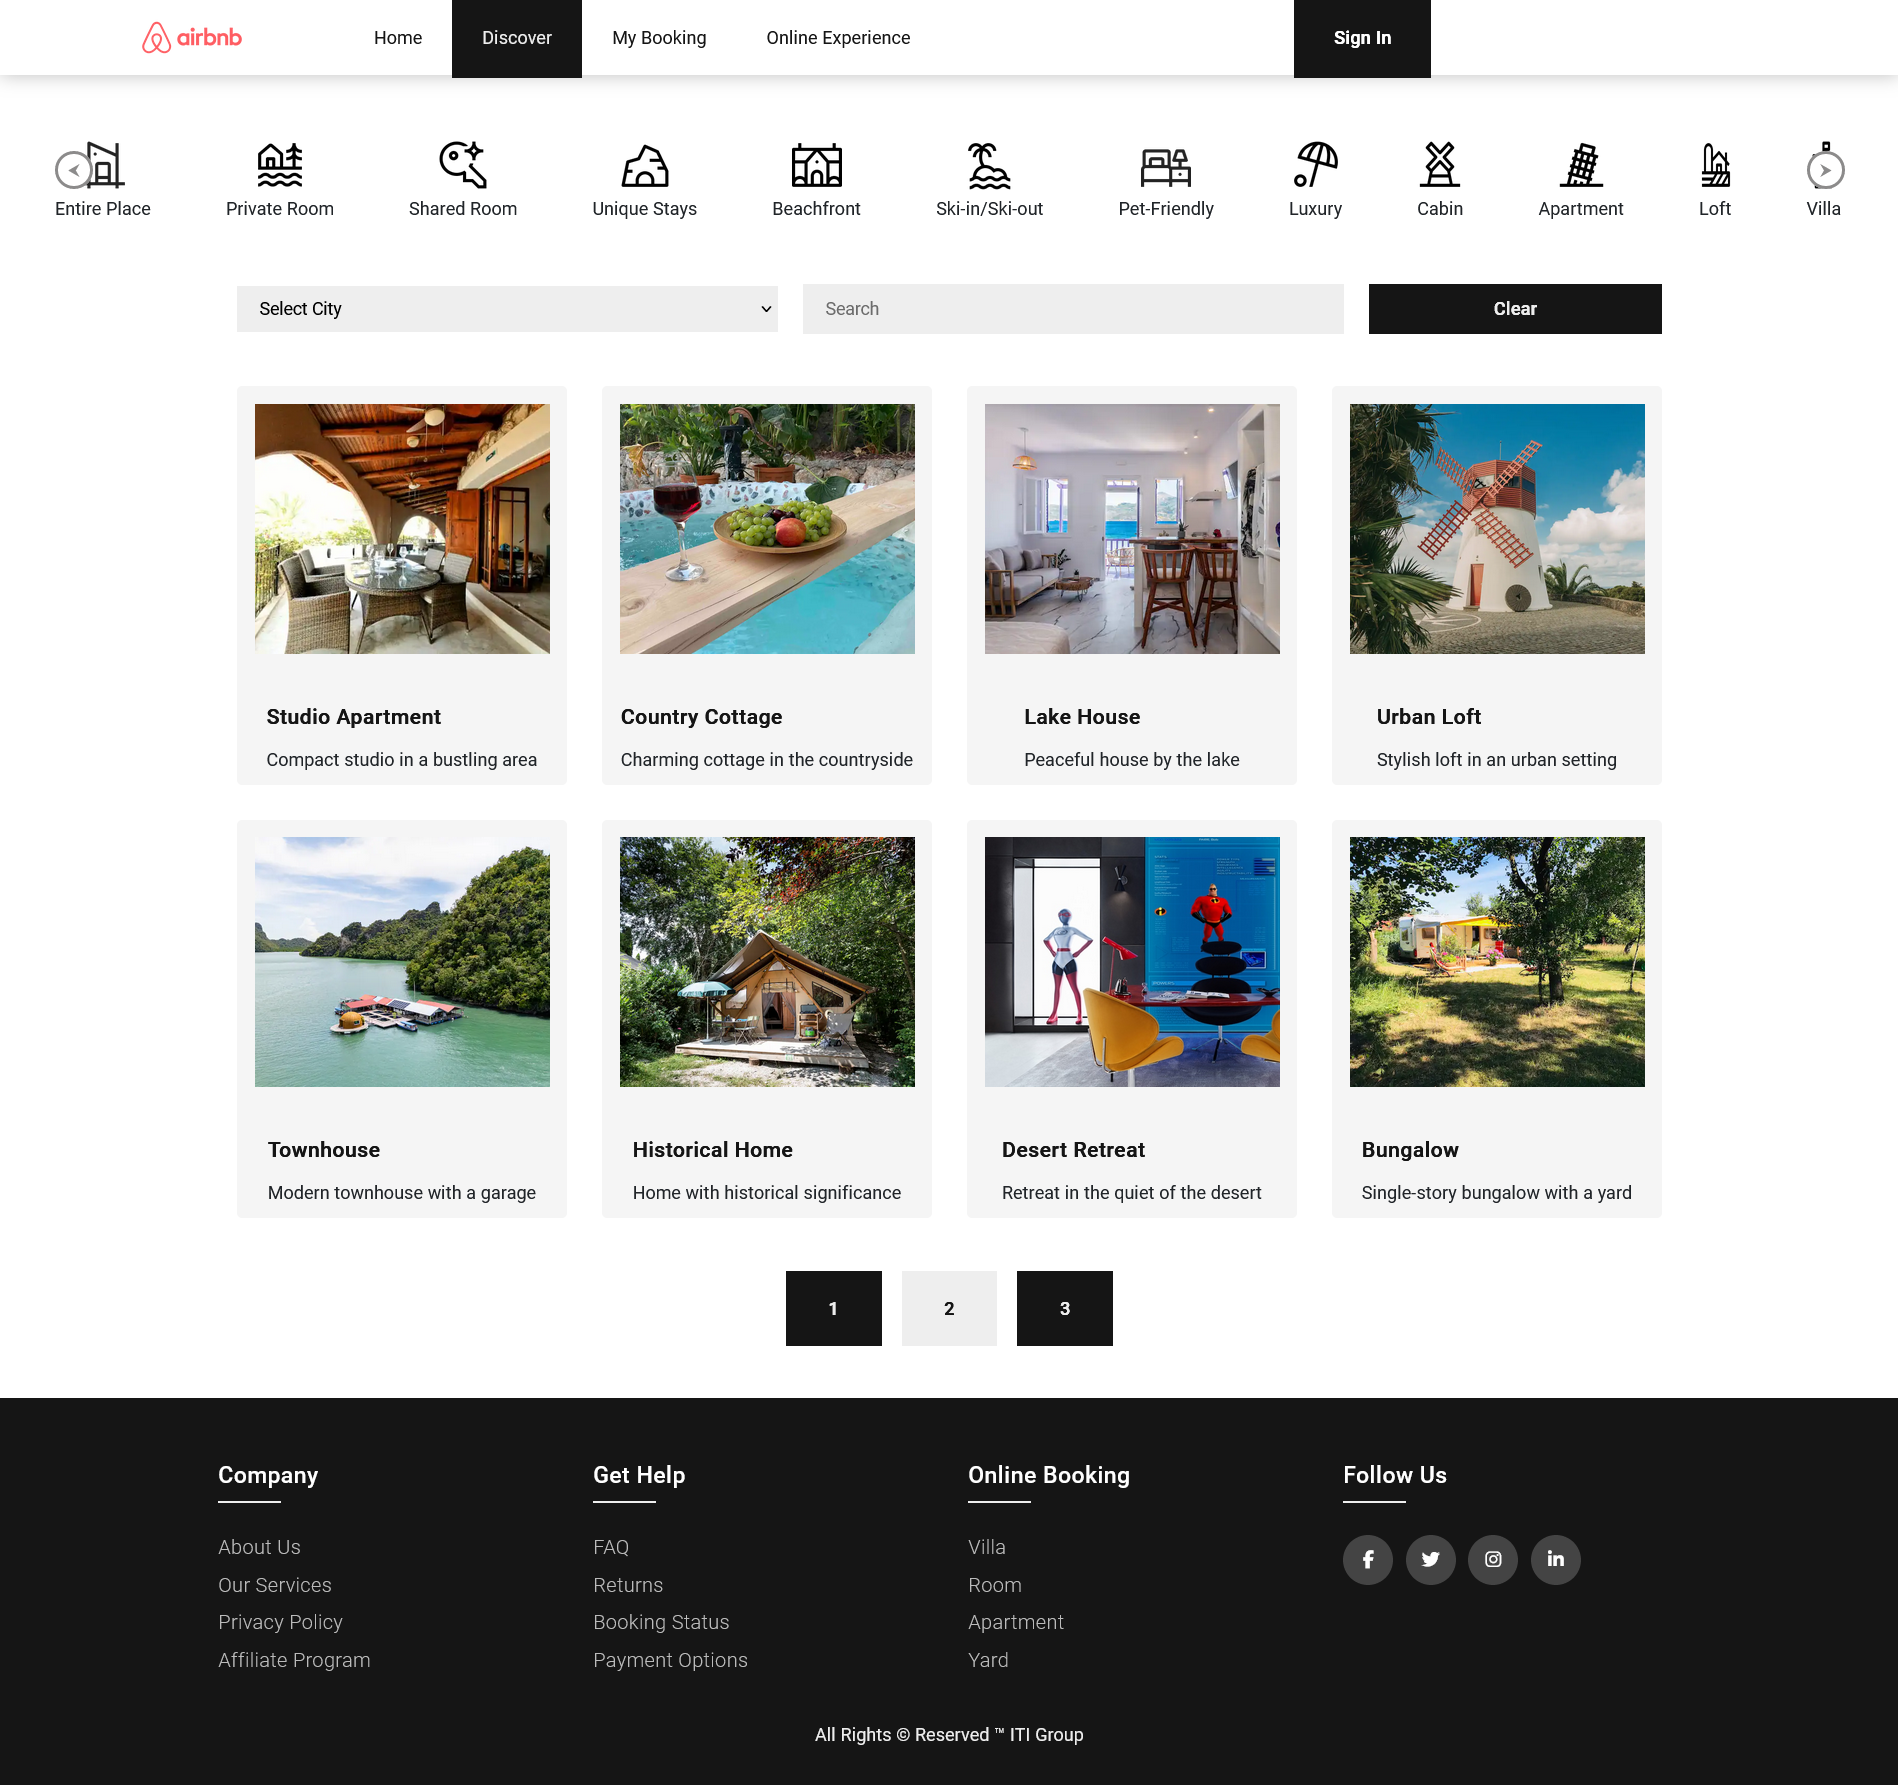 airbnb
Home
Discover
My Booking
Online Experience
Sign In
Entire Place
Private Room
Shared Room
Unique Stays
Beachfront
Ski-in/Ski-out
Pet-Friendly
Luxury
Cabin
Apartment
Loft
Villa
Select City
Search
Clear
Studio Apartment
Compact studio in a bustling area
Country Cottage
Charming cottage in the countryside
Lake House
Peaceful house by the lake
Urban Loft
Stylish loft in an urban setting
Townhouse
Modern townhouse with a garage
Historical Home
Home with historical significance
Desert Retreat
Retreat in the quiet of the desert
Bungalow
Single-story bungalow with a yard
1
2
3
Company
About Us
Our Services
Privacy Policy
Affiliate Program
Get Help
FAQ
Returns
Booking Status
Payment Options
Online Booking
Villa
Room
Apartment
Yard
Follow Us
All Rights © Reserved ™ ITI Group